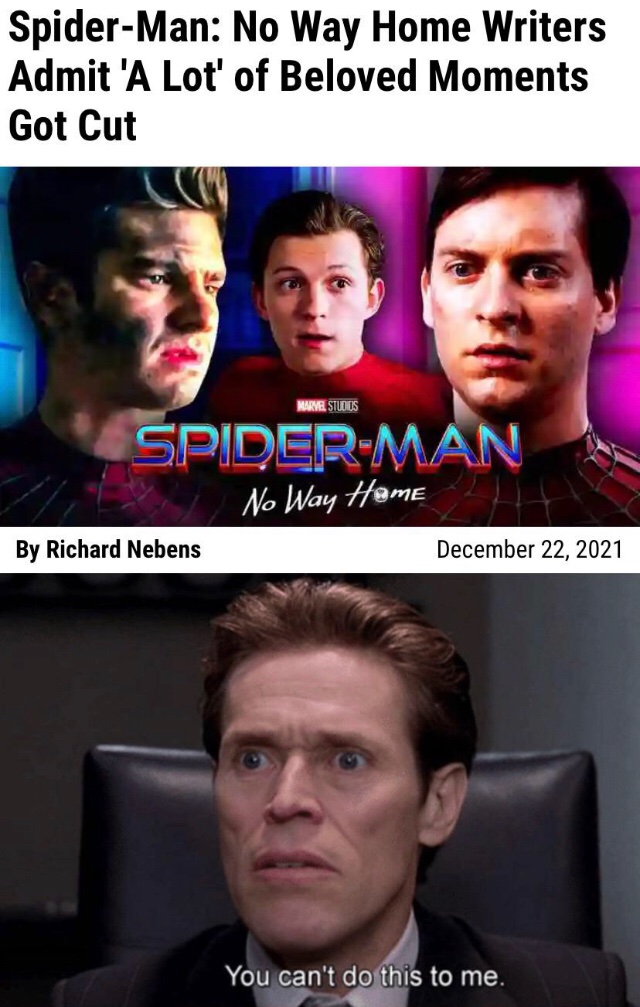 Spider-Man: No Way Home Writers
Admit 'A Lot' of Beloved Moments
Got Cut
MARVEL STUDIOS
SPIDER-MAN
No Way Home
By Richard Nebens
December 22, 2021
You can't do this to me.